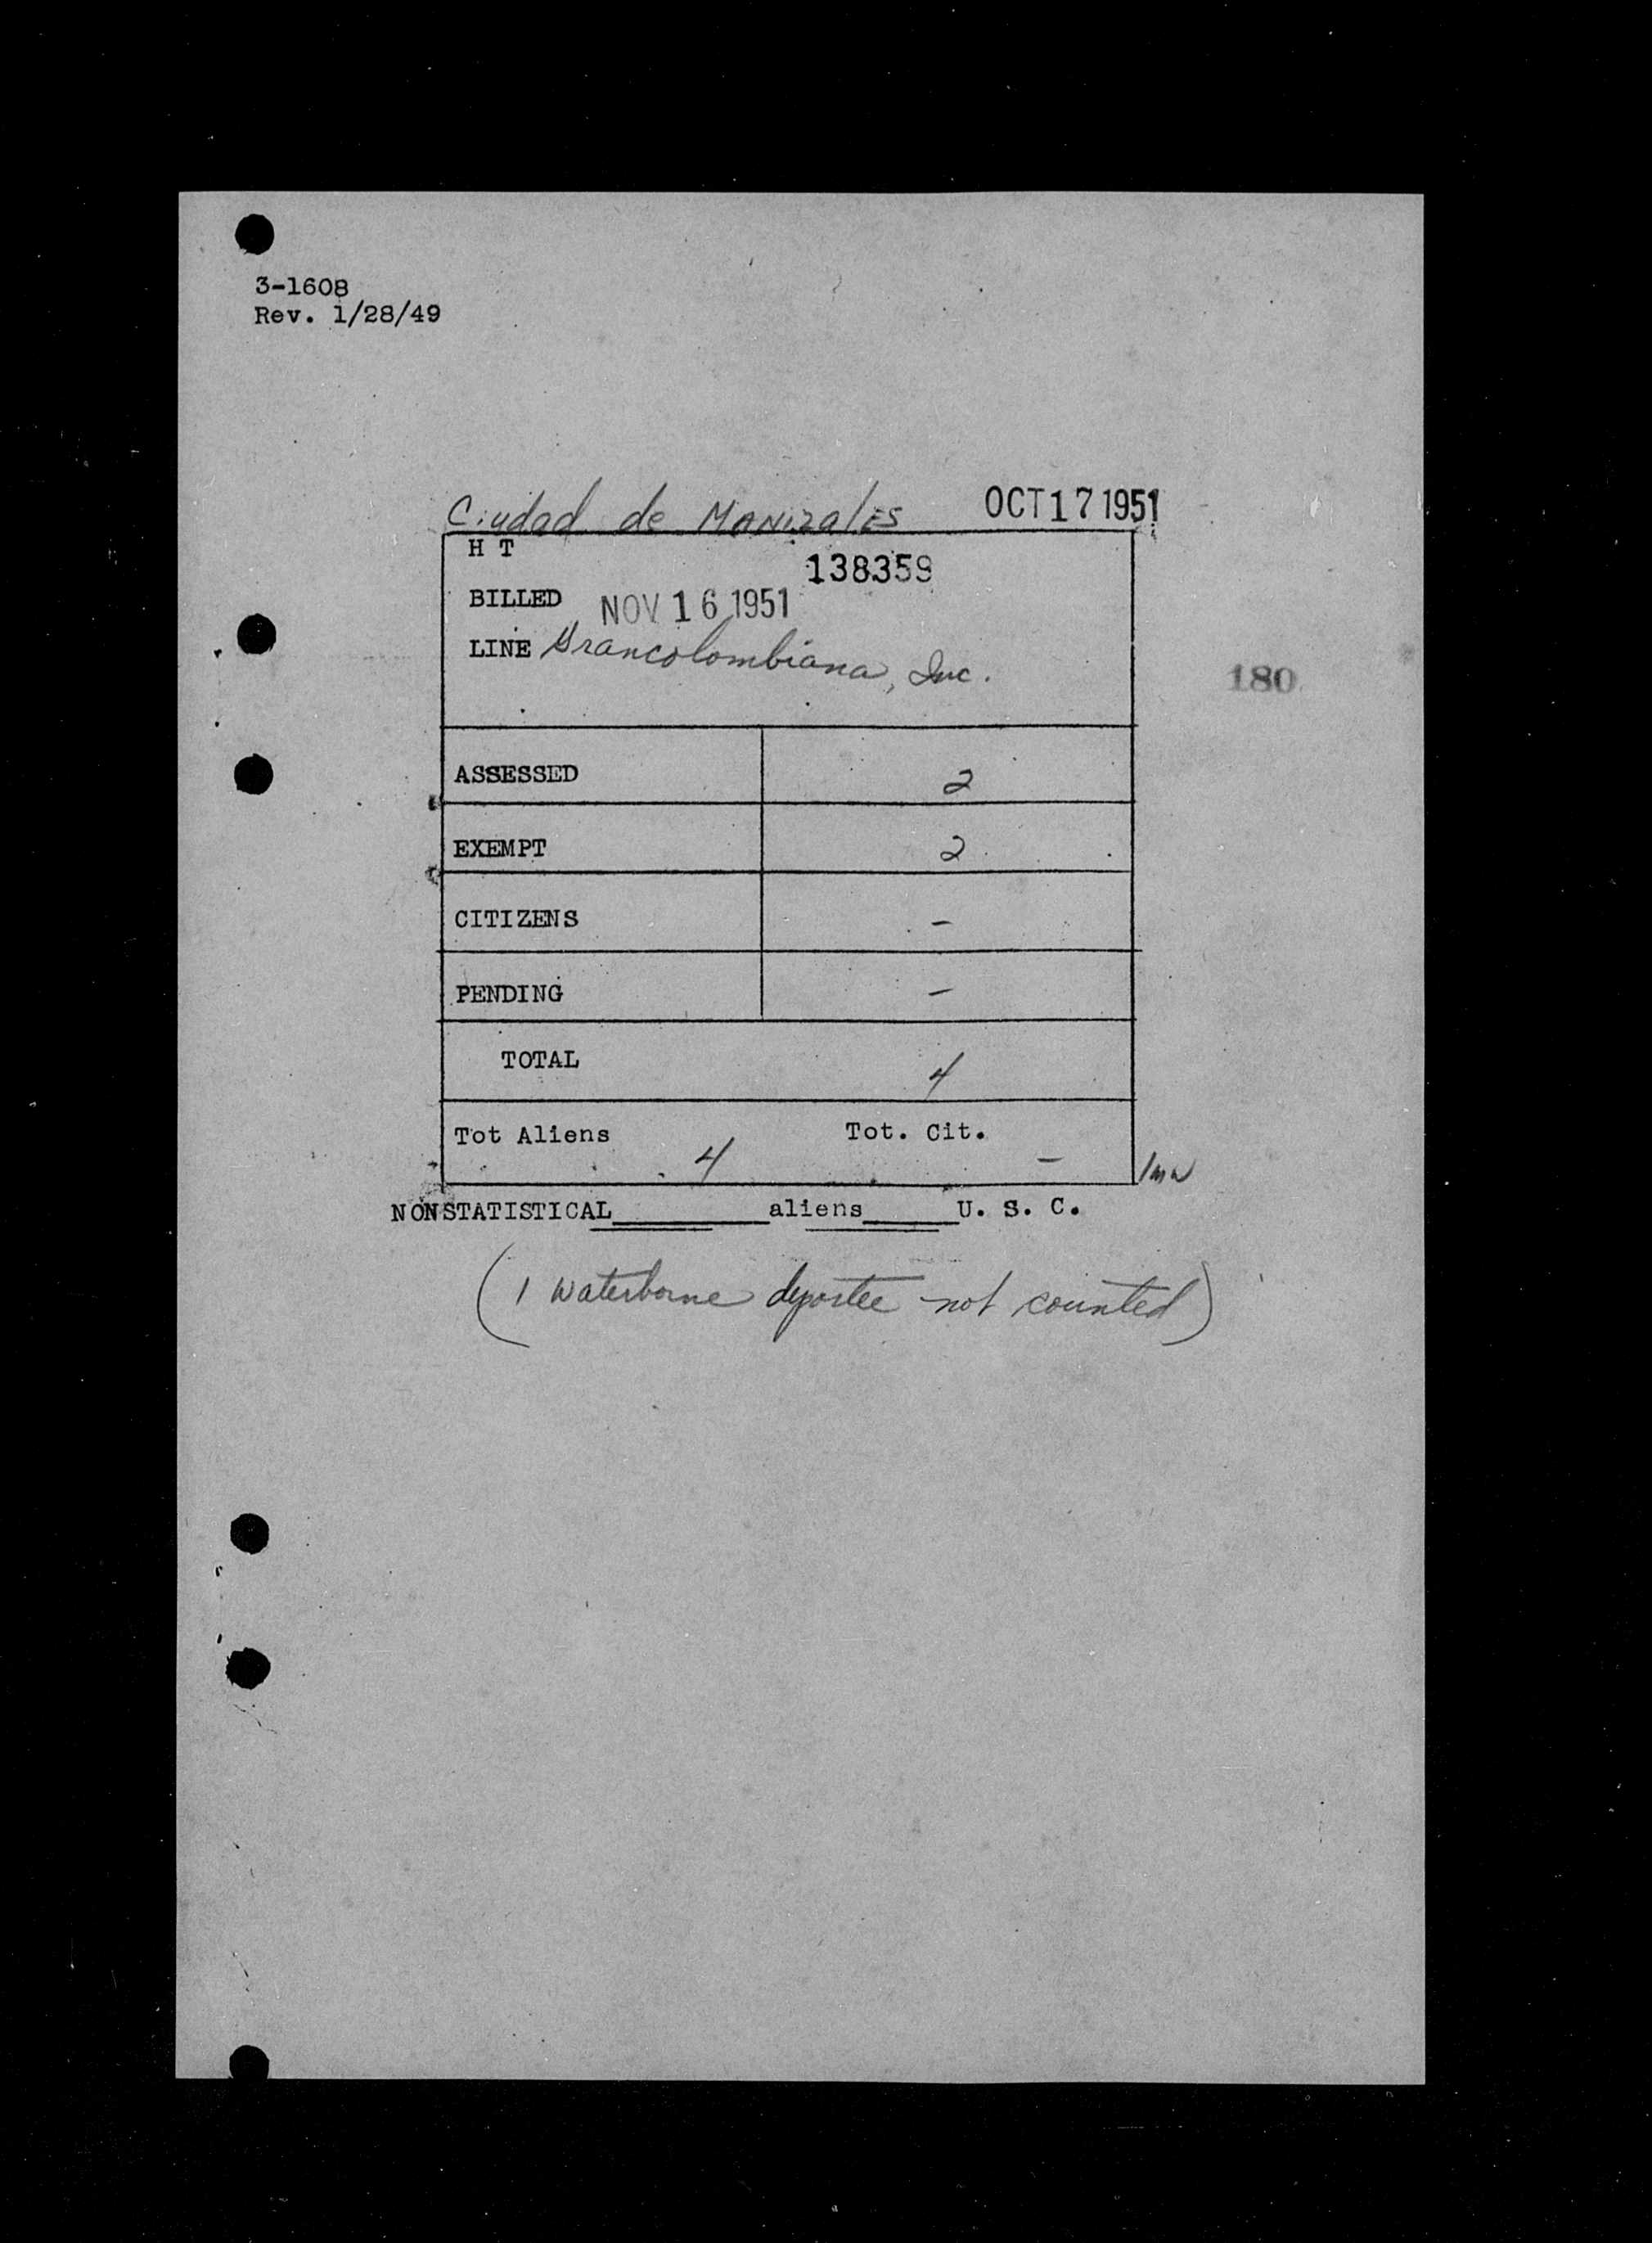 3-1608
Rev. 1/28/49
Ciudad de Manizales OCT 17 1951
H T
138359
BILLED NOV 16 1951
LINE Grancolombiana, Inc.
180
ASSESSED 2
EXEMPT 2
CITIZENS –
PENDING –
TOTAL 4
Tot Aliens 4 Tot. Cit. –
NONSTATISTICAL______aliens____U. S. C.
(1 waterborne deportee not counted)